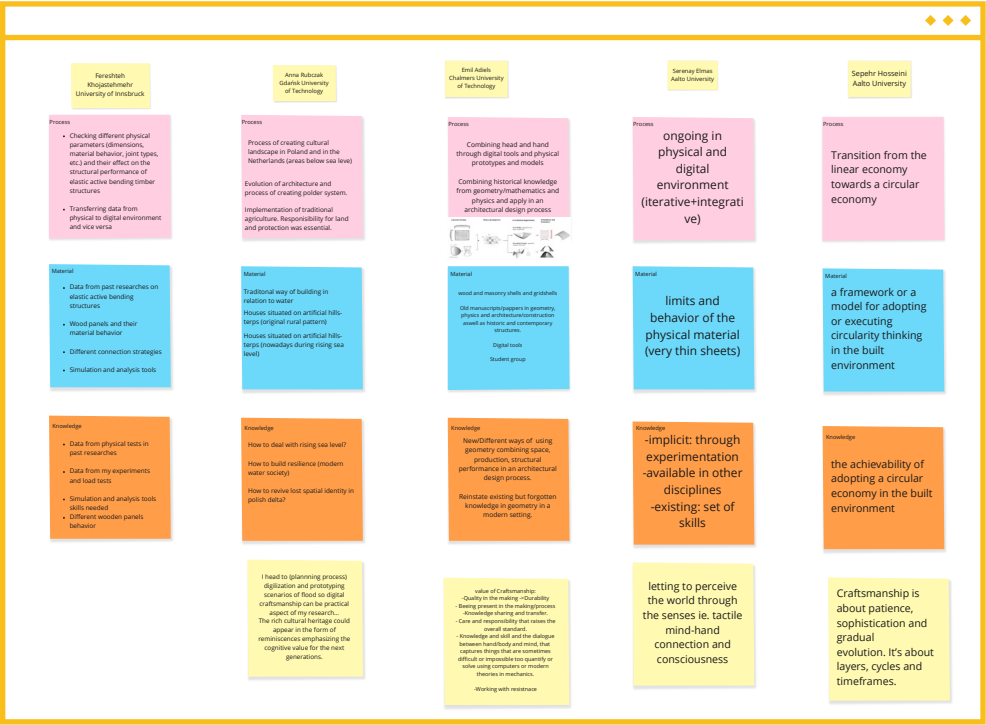 Fereshteh
Khojastehmehr
University of Innsbruck
Process
• Checking different physical
parameters (dimensions,
material behavior, joint types,
etc.) and their effect on the
structural performance of
elastic active bending timber
structures
• Transferring data from
physical to digital environment
and vice versa
Material
• Data from past researches on
elastic active bending
structures
• Wood panels and their
material behavior
• Different connection strategies
• Simulation and analysis tools
Knowledge
• Data from physical tests in
past researches
• Data from my experiments
and load tests
• Simulation and analysis tools
skills needed
• Different wooden panels
behavior
Anna Rubczak
Gdańsk University
of Technology
Process
Process of creating cultural
landscape in Poland and in the
Netherlands (areas below sea leve)
Evolution of architecture and
process of creating polder system.
Implementation of traditional
agriculture. Responisibility for land
and protection was essential.
Material
Traditonal way of building in
relation to water
Houses situated on artificial hills-
terps (original rural pattern)
Houses situated on artificial hills-
terps (nowadays during rising sea
level)
Knowledge
How to deal with rising sea level?
How to build resilience (modern
water society)
How to revive lost spatial identity in
polish delta?
I head to (plannning process)
digilization and prototyping
scenarios of flood so digital
craftmanship can be practical
aspect of my research...
The rich cultural heritage could
appear in the form of
reminiscences emphasizing the
cognitive value for the next
generations.
Emil Adiels
Chalmers University
of Technology
Process
Combining head and hand
through digital tools and physical
prototypes and models
Combining historical knowledge
from geometry/mathematics and
physics and apply in an
architectural design process
Material
wood and masonry shells and gridshells
Old manuscripts/pappers in geometry,
physics and architecture/construction
aswell as historic and contemporary
structures.
Digital tools
Student group
Knowledge
New/Different ways of using
geometry combining space,
production, structural
performance in an architectural
design process.
Reinstate existing but forgotten
knowledge in geometry in a
modern setting.
value of Craftsmanship:
-Quality in the making ->Durability
- Beeing present in the making/process
-Knowledge sharing and transfer.
- Care and responsibility that raises the
overall standard.
- Knowledge and skill and the dialogue
between hand/body and mind, that
captures things that are sometimes
difficult or impossible too quantify or
solve using computers or modern
theories in mechanics.
-Working with resistnace
Serenay Elmas
Aalto University
Process
ongoing in
physical and
digital
environment
(iterative+integrati
ve)
Material
limits and
behavior of the
physical material
(very thin sheets)
Knowledge
-implicit: through
experimentation
-available in other
disciplines
-existing: set of
skills
letting to perceive
the world through
the senses ie. tactile
mind-hand
connection and
consciousness
Sepehr Hosseini
Aalto University
Process
Transition from the
linear economy
towards a circular
economy
Material
a framework or a
model for adopting
or executing
circularity thinking
in the built
environment
Knowledge
the achievability of
adopting a circular
economy in the built
environment
Craftsmanship is
about patience,
sophistication and
gradual
evolution. It's about
layers, cycles and
timeframes.